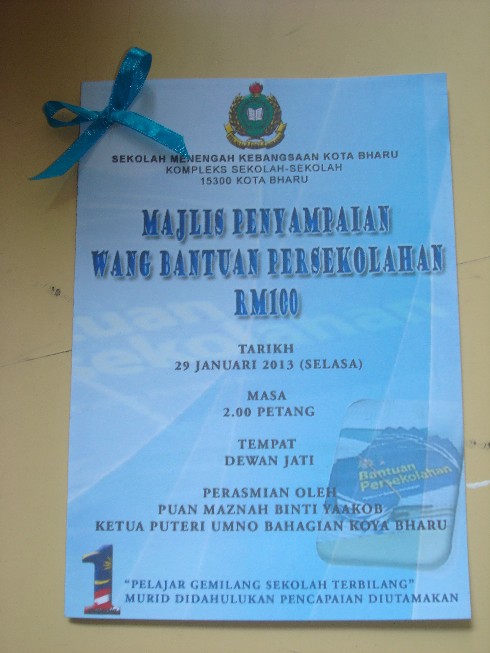 SEKOLAH MENENGAH KEBANGSAAN KOTA BHARU
KOMPLEKS SEKOLAH-SEKOLAH
15300 KOTA BHARU
MAJLIS PENYAMPAIAN
WANG BANTUAN PERSEKOLAHAN
RM100
TARIKH
29 JANUARI 2013 (SELASA)
MASA
2.00 PETANG
TEMPAT
DEWAN JATI
Bantuan
Persekolahan
PERASMIAN OLEH
PUAN MAZNAH BINTI YAAKOB
KETUA PUTERI UMNO BAHAGIAN KOYA BHARU
1
"PELAJAR GEMILANG SEKOLAH TERBILANG"
MURID DIDAHULUKAN PENCAPAIAN DIUTAMAKAN